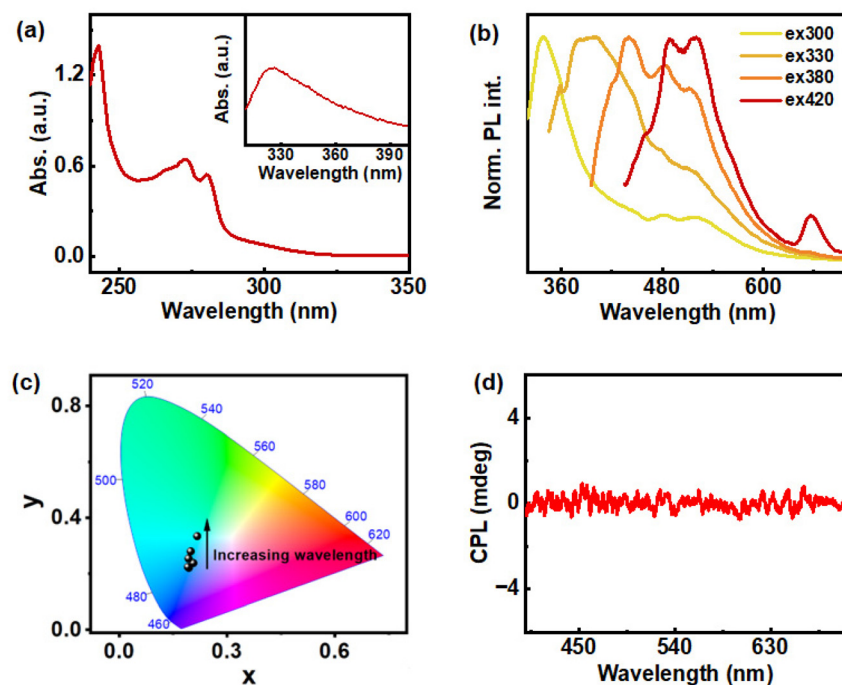 (a)
Abs. (a.u.)
1.2
0.6
0.0
250
300
350
Wavelength (nm)
Abs. (a.u.)
330
360
390
Wavelength (nm)
(b)
Norm. PL int.
ex300
ex330
ex380
ex420
360
480
600
Wavelength (nm)
(c)
y
0.8
0.4
0.0
520
540
560
580
600
620
500
480
460
Increasing wavelength
0.0
0.3
0.6
x
(d)
CPL (mdeg)
4
0
−4
450
540
630
Wavelength (nm)